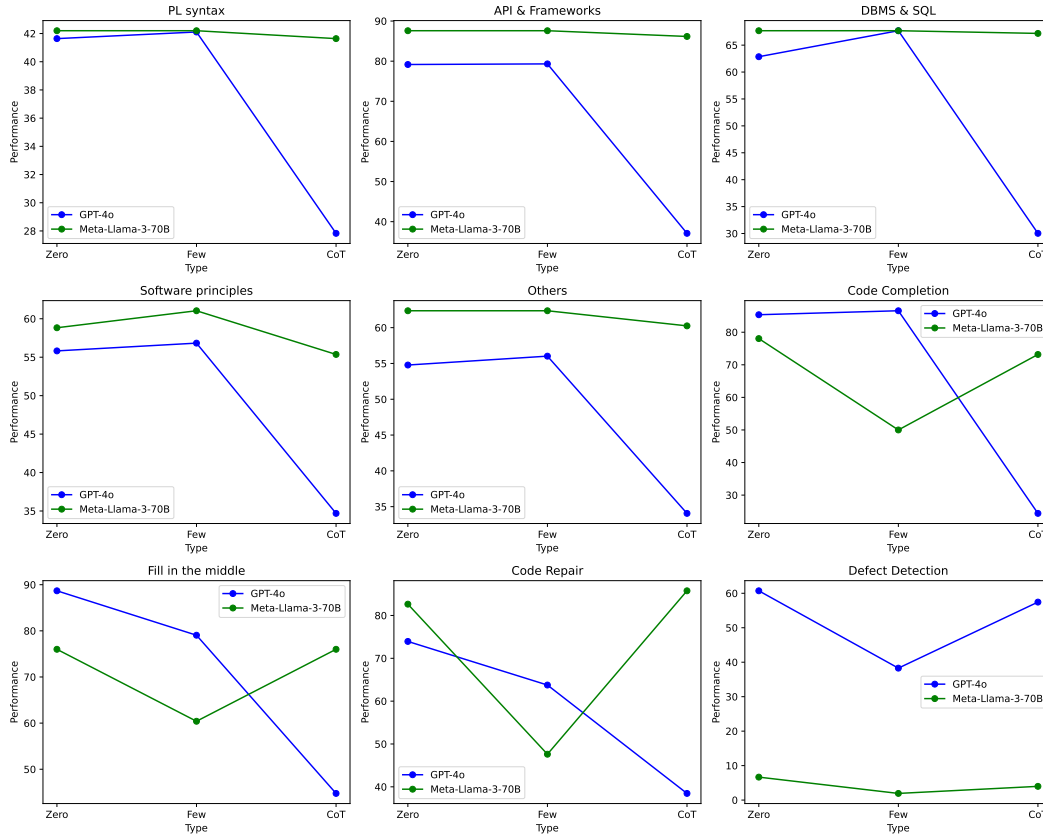 PL syntax
Performance
42
40
38
36
34
32
30
28
GPT-4o
Meta-Llama-3-70B
Zero Few CoT
Type
API & Frameworks
Performance
90
80
70
60
50
40
GPT-4o
Meta-Llama-3-70B
Zero Few CoT
Type
DBMS & SQL
Performance
65
60
55
50
45
40
35
30
GPT-4o
Meta-Llama-3-70B
Zero Few CoT
Type
Software principles
Performance
60
55
50
45
40
35
GPT-4o
Meta-Llama-3-70B
Zero Few CoT
Type
Others
Performance
60
55
50
45
40
35
GPT-4o
Meta-Llama-3-70B
Zero Few CoT
Type
Code Completion
Performance
80
70
60
50
40
30
GPT-4o
Meta-Llama-3-70B
Zero Few CoT
Type
Fill in the middle
Performance
90
80
70
60
50
GPT-4o
Meta-Llama-3-70B
Zero Few CoT
Type
Code Repair
Performance
80
70
60
50
40
GPT-4o
Meta-Llama-3-70B
Zero Few CoT
Type
Defect Detection
Performance
60
50
40
30
20
10
0
GPT-4o
Meta-Llama-3-70B
Zero Few CoT
Type